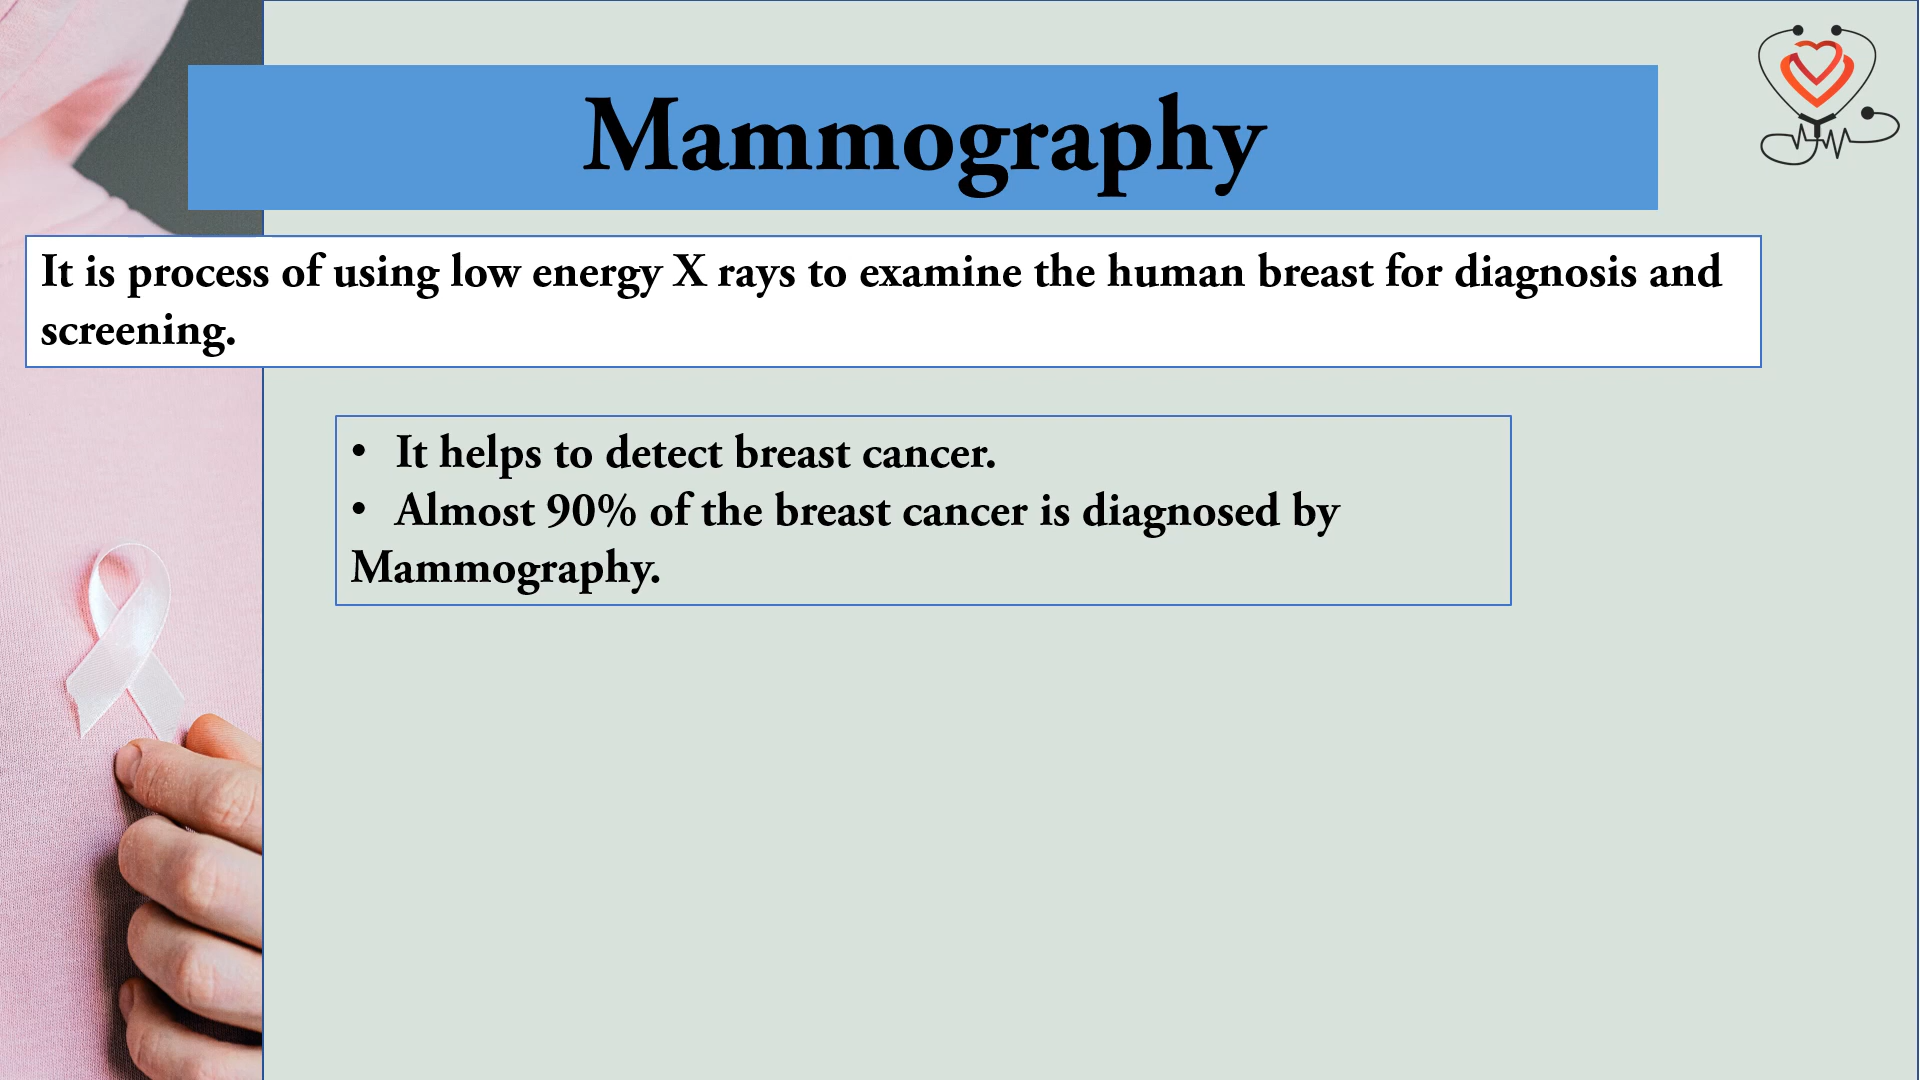 Mammography
It is process of using low energy X rays to examine the human breast for diagnosis and
screening.
• It helps to detect breast cancer.
• Almost 90% of the breast cancer is diagnosed by
Mammography.